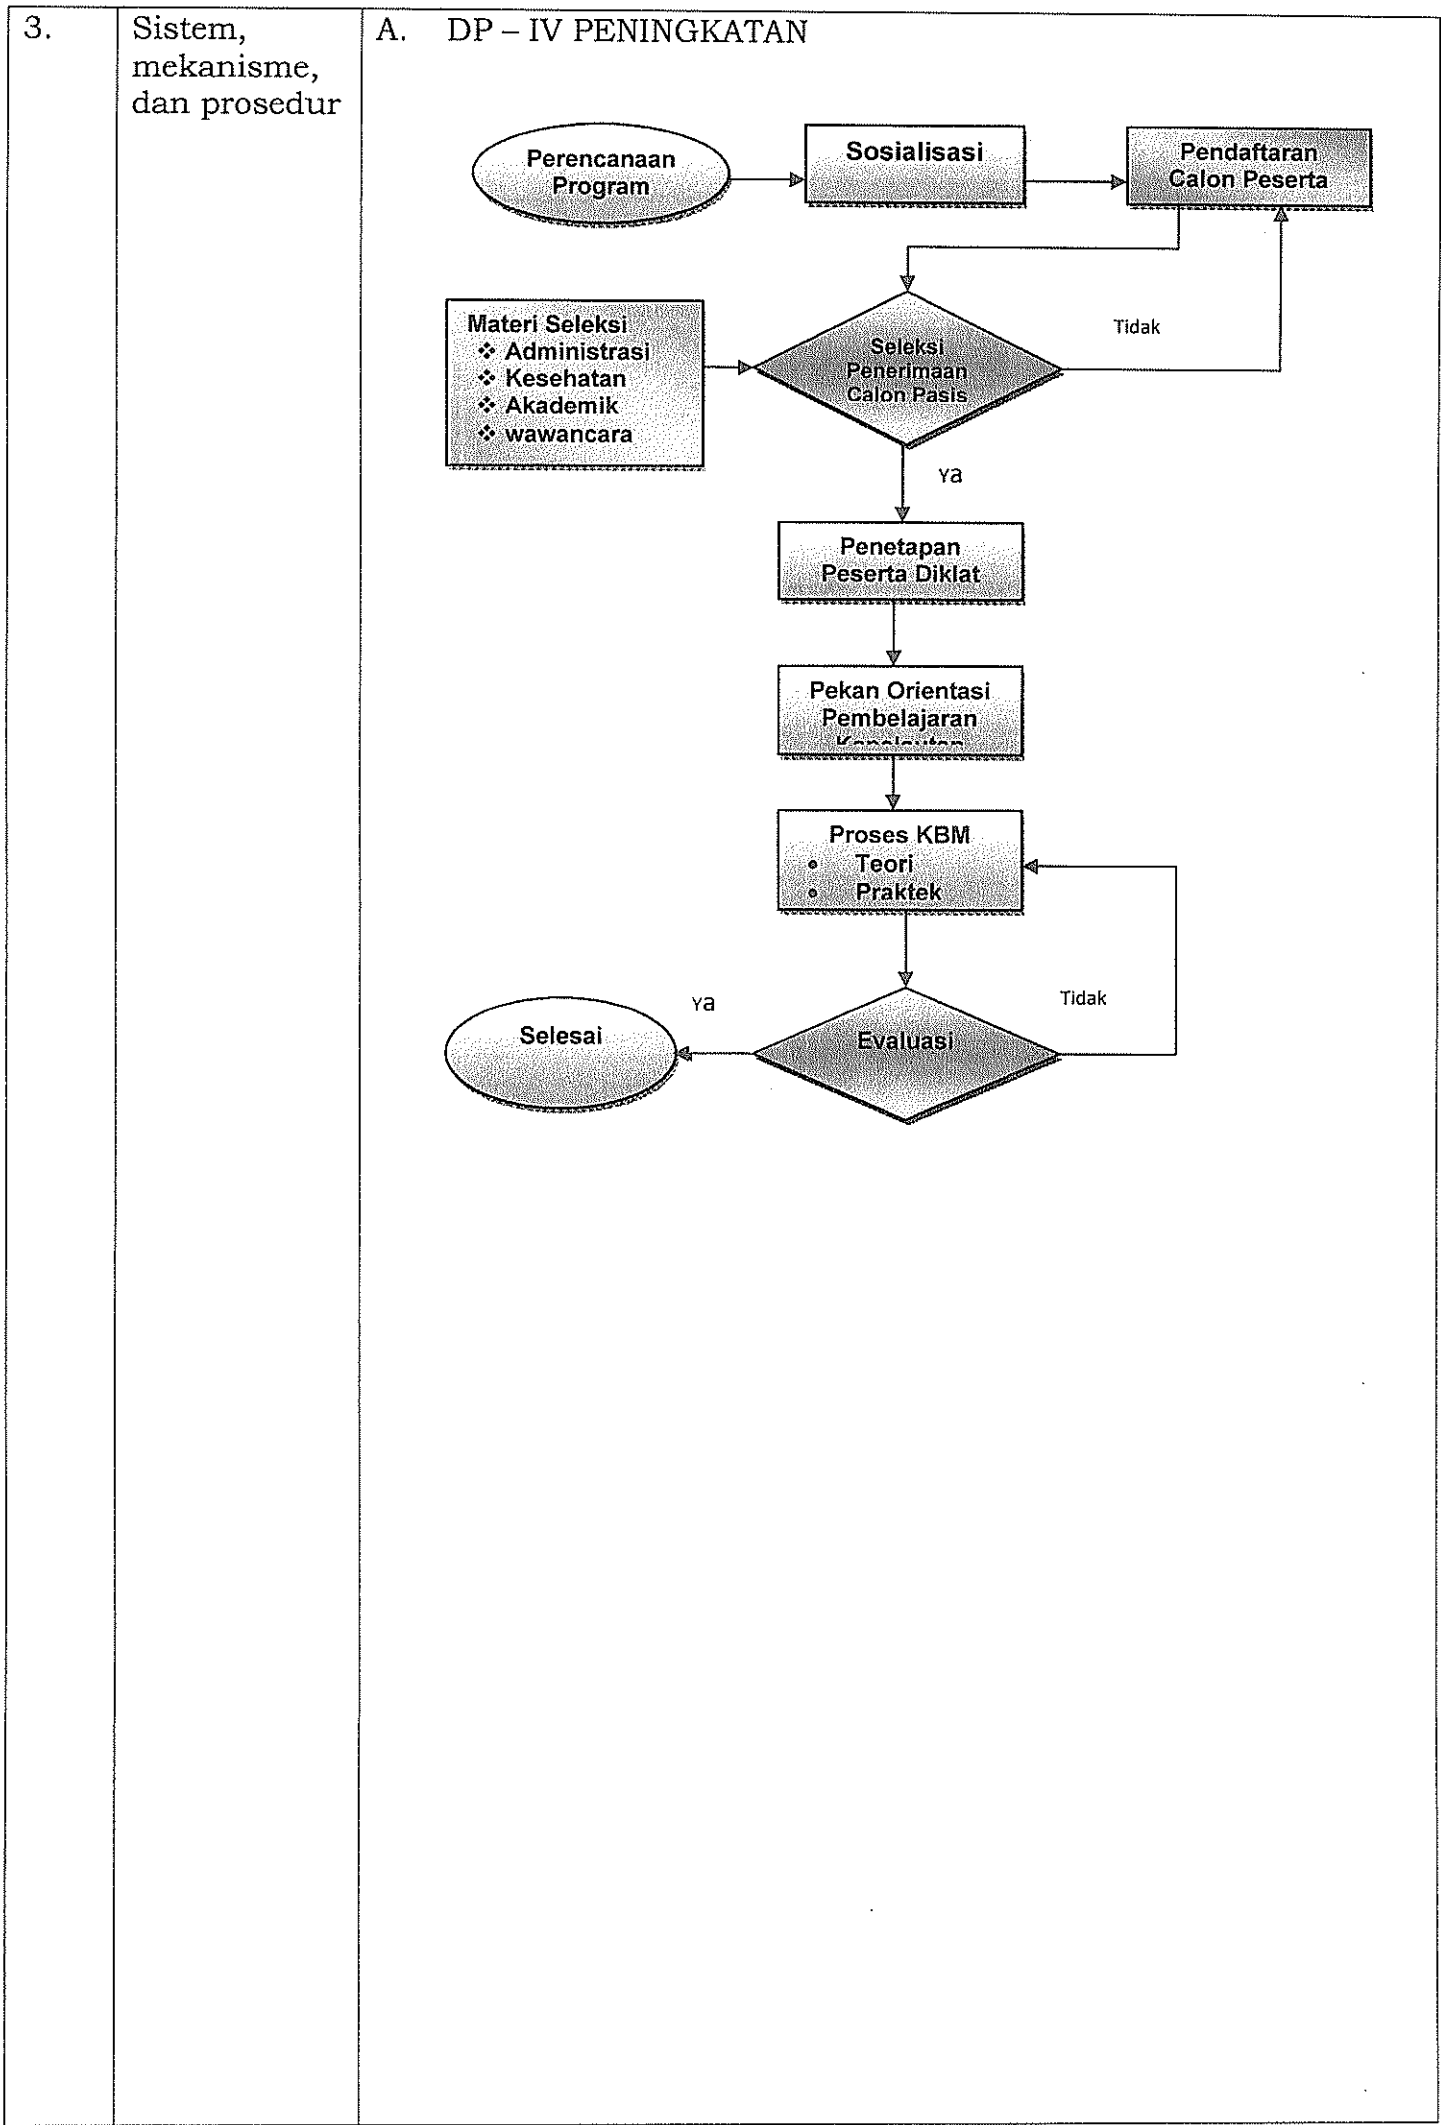 3.
Sistem,
mekanisme,
dan prosedur
A. DP – IV PENINGKATAN
Perencanaan
Program
Sosialisasi
Pendaftaran
Calon Peserta
Materi Seleksi
❖ Administrasi
❖ Kesehatan
❖ Akademik
❖ wawancara
Seleksi
Penerimaan
Calon Pasis
Tidak
Ya
Penetapan
Peserta Diklat
Pekan Orientasi
Pembelajaran
Proses KBM
• Teori
• Praktek
Evaluasi
Tidak
Ya
Selesai